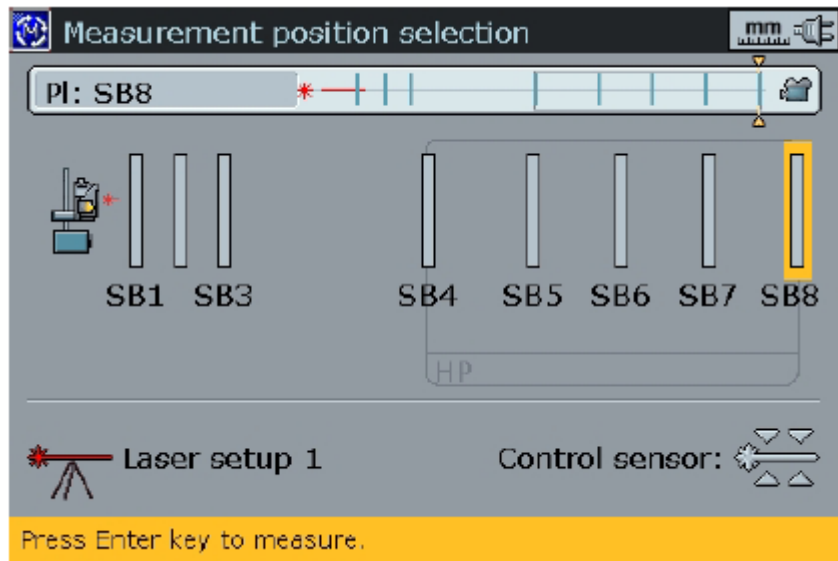 Measurement position selection
mm
Pl: SB8
SB1 SB3 SB4 SB5 SB6 SB7 SB8
HP
Laser setup 1
Control sensor:
Press Enter key to measure.